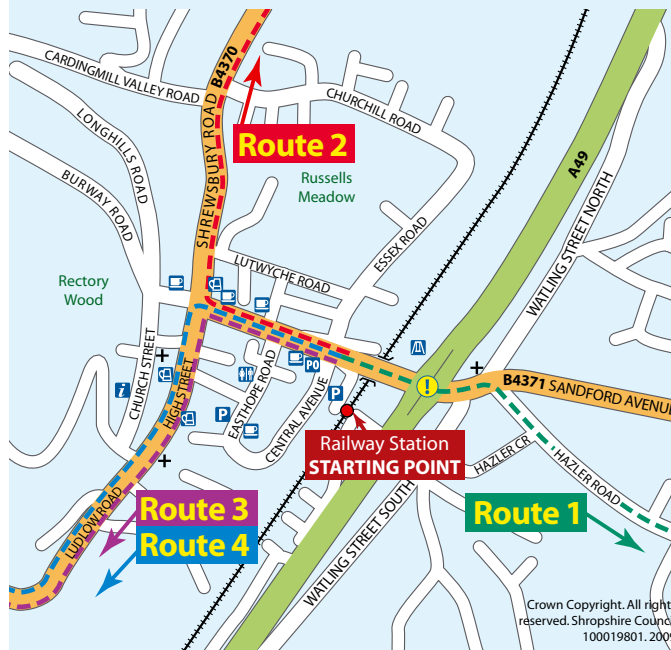 B4370
CARDINGMILL VALLEY ROAD
CHURCHILL ROAD
SHREWSBURY ROAD
Route 2
LONGHILLS ROAD
BURWAY ROAD
Russells
Meadow
A49
WATLING STREET NORTH
ESSEX ROAD
LUTWYCHE ROAD
Rectory
Wood
CHURCH STREET
HIGH STREET
EASTHOPE ROAD
CENTRAL AVENUE
PO
P
P
i
!
B4371 SANDFORD AVENU
Railway Station
STARTING POINT
HAZLER CR
HAZLER ROAD
LUDLOW ROAD
Route 3
Route 4
WATLING STREET SOUTH
Route 1
Crown Copyright. All right
reserved. Shropshire Counc
100019801. 200